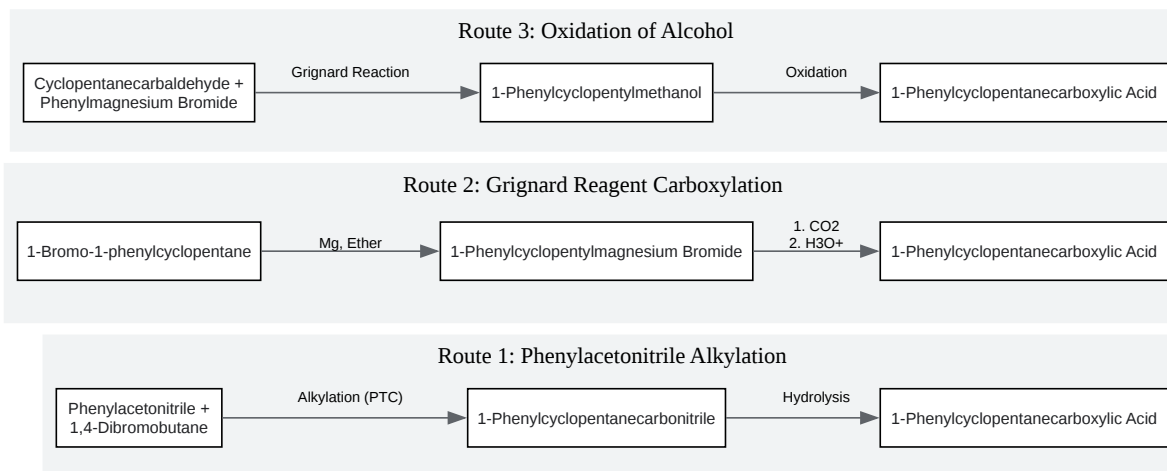 Route 3: Oxidation of Alcohol
Cyclopentanecarbaldehyde +
Phenylmagnesium Bromide
Grignard Reaction
1-Phenylcyclopentylmethanol
Oxidation
1-Phenylcyclopentanecarboxylic Acid
Route 2: Grignard Reagent Carboxylation
1-Bromo-1-phenylcyclopentane
Mg, Ether
1-Phenylcyclopentylmagnesium Bromide
1. CO2
2. H3O+
1-Phenylcyclopentanecarboxylic Acid
Route 1: Phenylacetonitrile Alkylation
Phenylacetonitrile +
1,4-Dibromobutane
Alkylation (PTC)
1-Phenylcyclopentanecarbonitrile
Hydrolysis
1-Phenylcyclopentanecarboxylic Acid